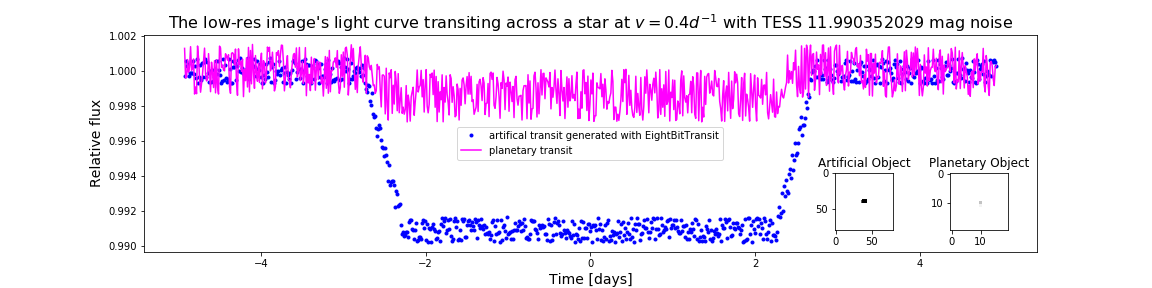 The low-res image's light curve transiting across a star at v = 0.4d⁻¹ with TESS 11.990352029 mag noise
1.002
1.000
0.998
0.996
0.994
0.992
0.990
Relative flux
artifical transit generated with EightBitTransit
planetary transit
Artificial Object
0
50
0 50
Planetary Object
0
10
0 10
−4 −2 0 2 4
Time [days]